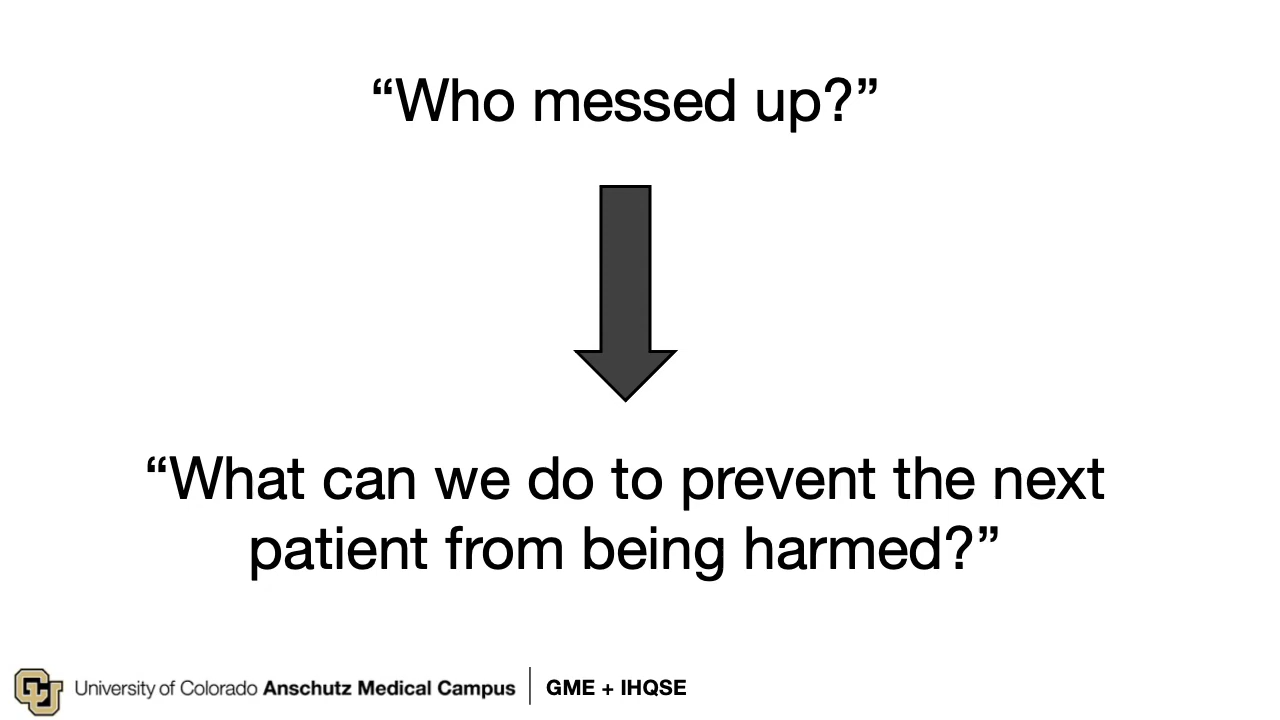 “Who messed up?”
“What can we do to prevent the next
patient from being harmed?”
CU
University of Colorado Anschutz Medical Campus
GME + IHQSE